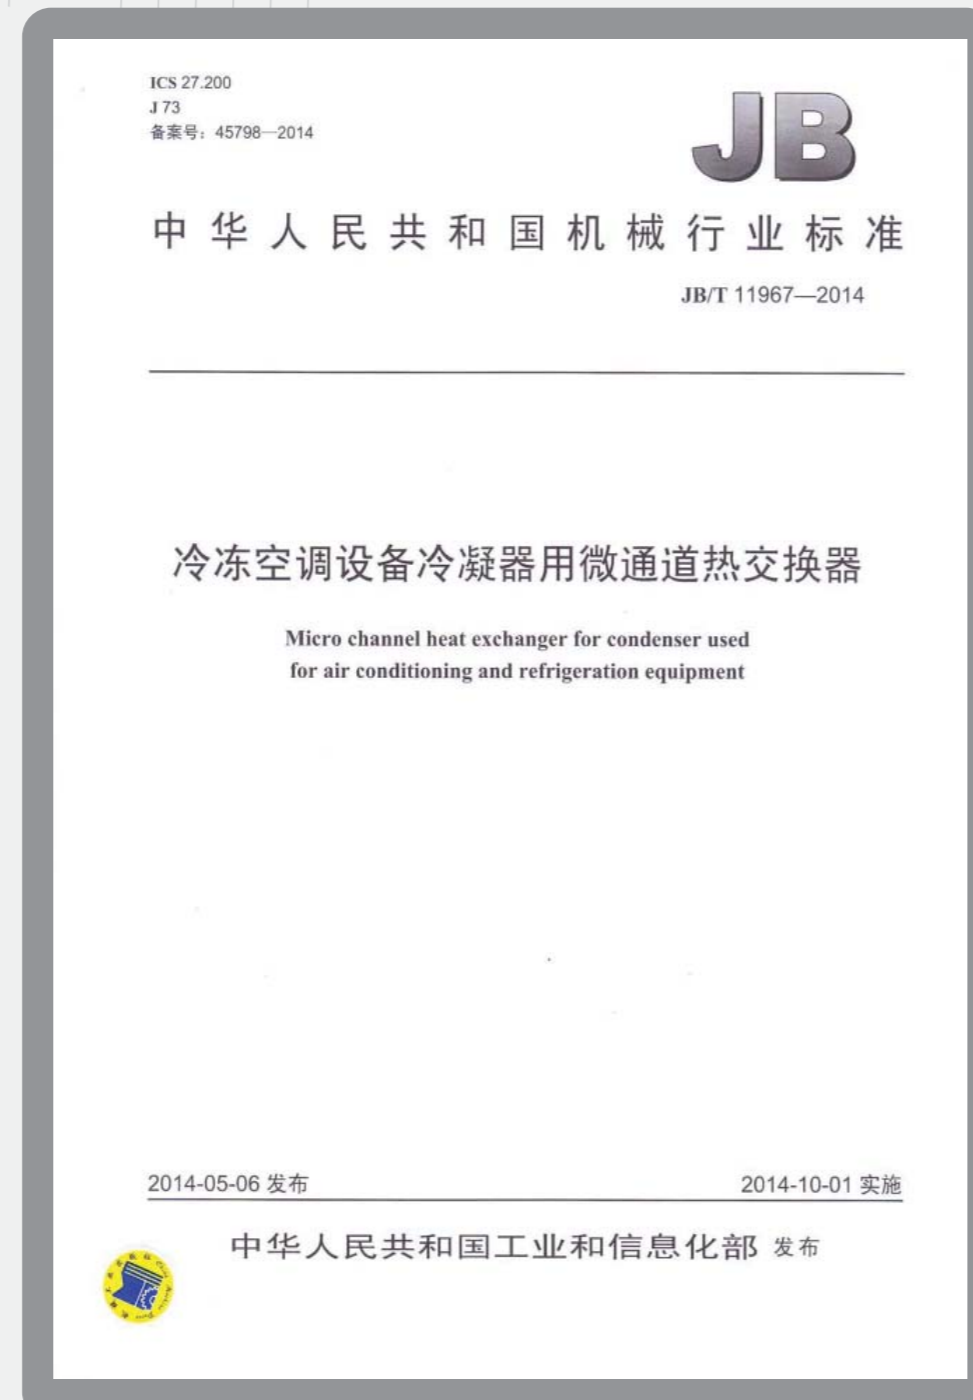 ICS 27.200
J 73
备案号：45798—2014
JB
中华人民共和国机械行业标准
JB/T 11967—2014
冷冻空调设备冷凝器用微通道热交换器
Micro channel heat exchanger for condenser used
for air conditioning and refrigeration equipment
2014-05-06 发布
2014-10-01 实施
中华人民共和国工业和信息化部 发布